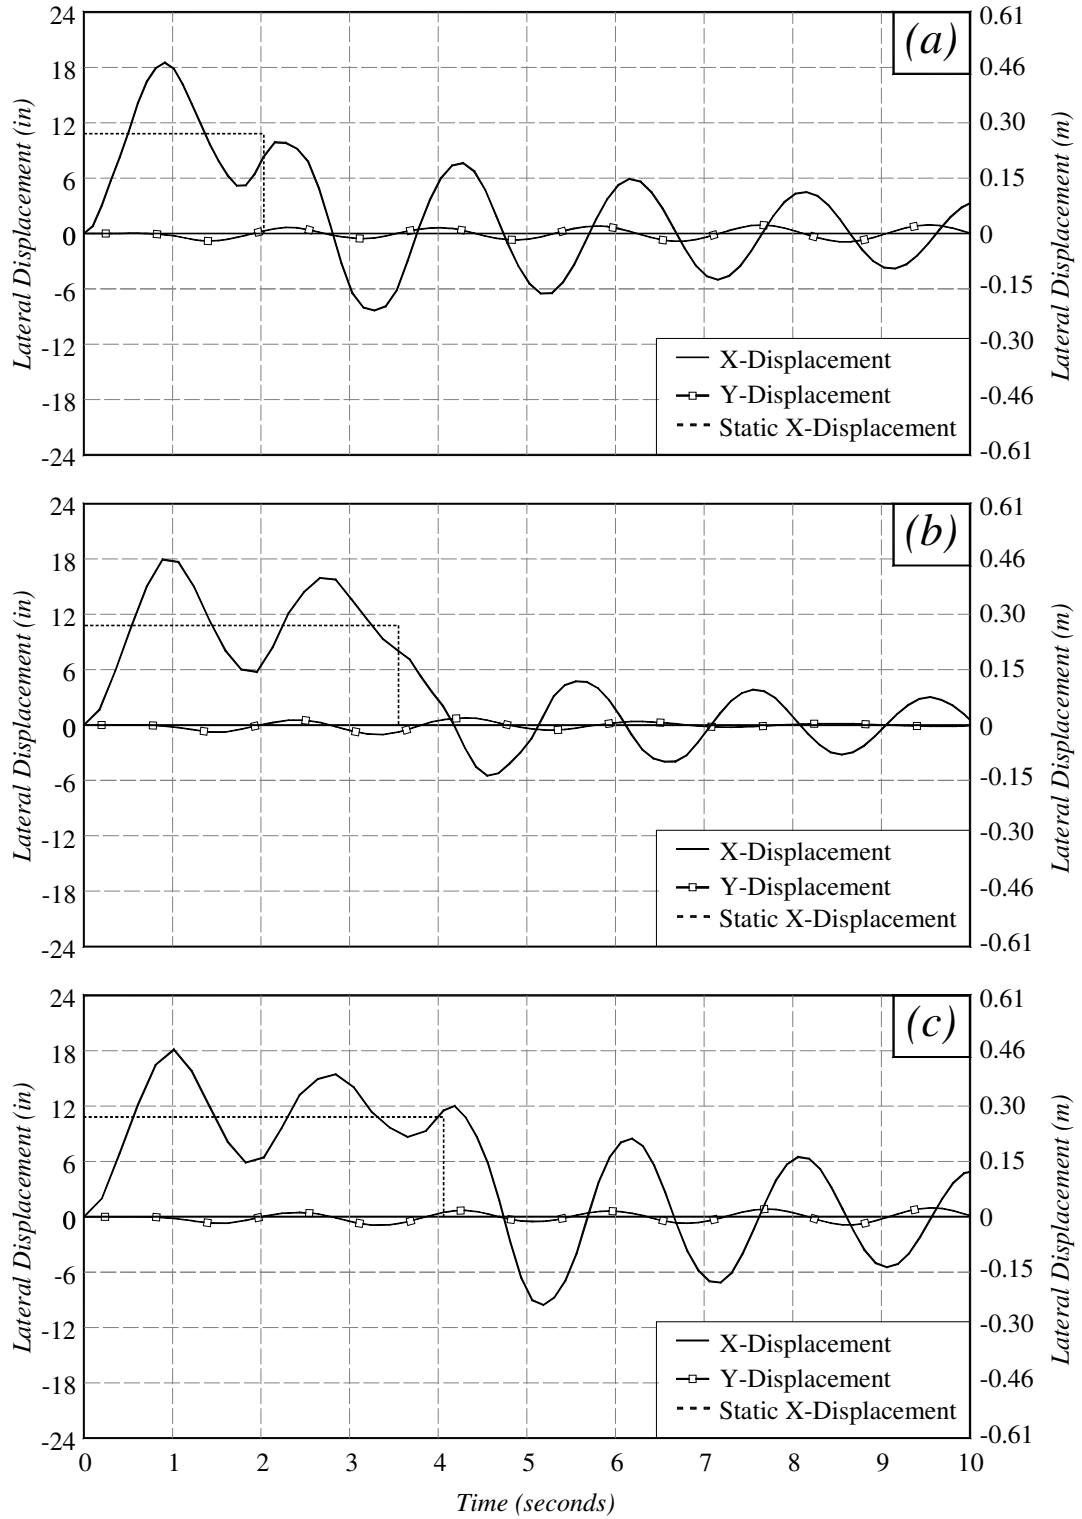 24
18
12
6
0
-6
-12
-18
-24
Lateral Displacement (in)
(a)
0.61
0.46
0.30
0.15
0
-0.15
-0.30
-0.46
-0.61
Lateral Displacement (m)
X-Displacement
Y-Displacement
Static X-Displacement
24
18
12
6
0
-6
-12
-18
-24
Lateral Displacement (in)
(b)
0.61
0.46
0.30
0.15
0
-0.15
-0.30
-0.46
-0.61
Lateral Displacement (m)
X-Displacement
Y-Displacement
Static X-Displacement
24
18
12
6
0
-6
-12
-18
-24
Lateral Displacement (in)
(c)
0.61
0.46
0.30
0.15
0
-0.15
-0.30
-0.46
-0.61
Lateral Displacement (m)
X-Displacement
Y-Displacement
Static X-Displacement
0 1 2 3 4 5 6 7 8 9 10
Time (seconds)